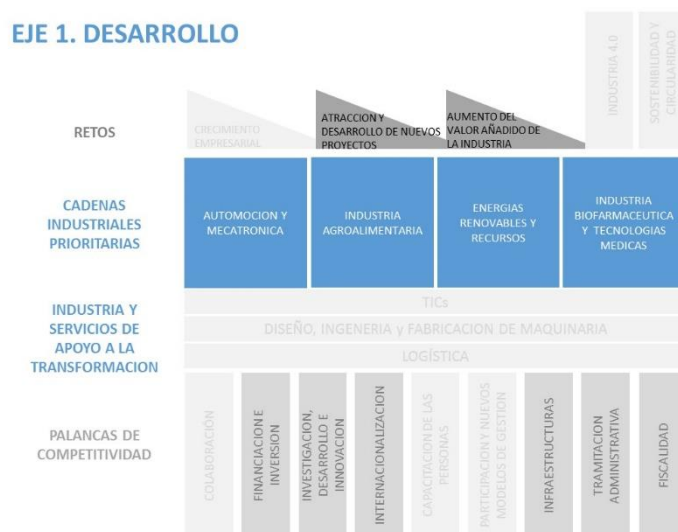 EJE 1. DESARROLLO
INDUSTRIA 4.0
SOSTENIBILIDAD Y
CIRCULARIDAD
RETOS
CRECIMIENTO
EMPRESARIAL
ATRACCION Y
DESARROLLO DE NUEVOS
PROYECTOS
AUMENTO DEL
VALOR AÑADIDO DE
LA INDUSTRIA
CADENAS
INDUSTRIALES
PRIORITARIAS
AUTOMOCION Y
MECATRONICA
INDUSTRIA
AGROALIMENTARIA
ENERGIAS
RENOVABLES Y
RECURSOS
INDUSTRIA
BIOFARMACEUTICA
Y TECNOLOGIAS
MEDICAS
INDUSTRIA Y
SERVICIOS DE
APOYO A LA
TRANSFORMACION
TICs
DISEÑO, INGENERIA y FABRICACION DE MAQUINARIA
LOGÍSTICA
PALANCAS DE
COMPETITIVIDAD
COLABORACIÓN
FINANCIACION E
INVERSION
INVESTIGACION,
DESARROLLO E
INNOVACION
INTERNACIONALIZACION
CAPACITACION DE LAS
PERSONAS
PARTICIPACION Y NUEVOS
MODELOS DE GESTION
INFRAESTRUCTURAS
TRAMITACION
ADMINISTRATIVA
FISCALIDAD